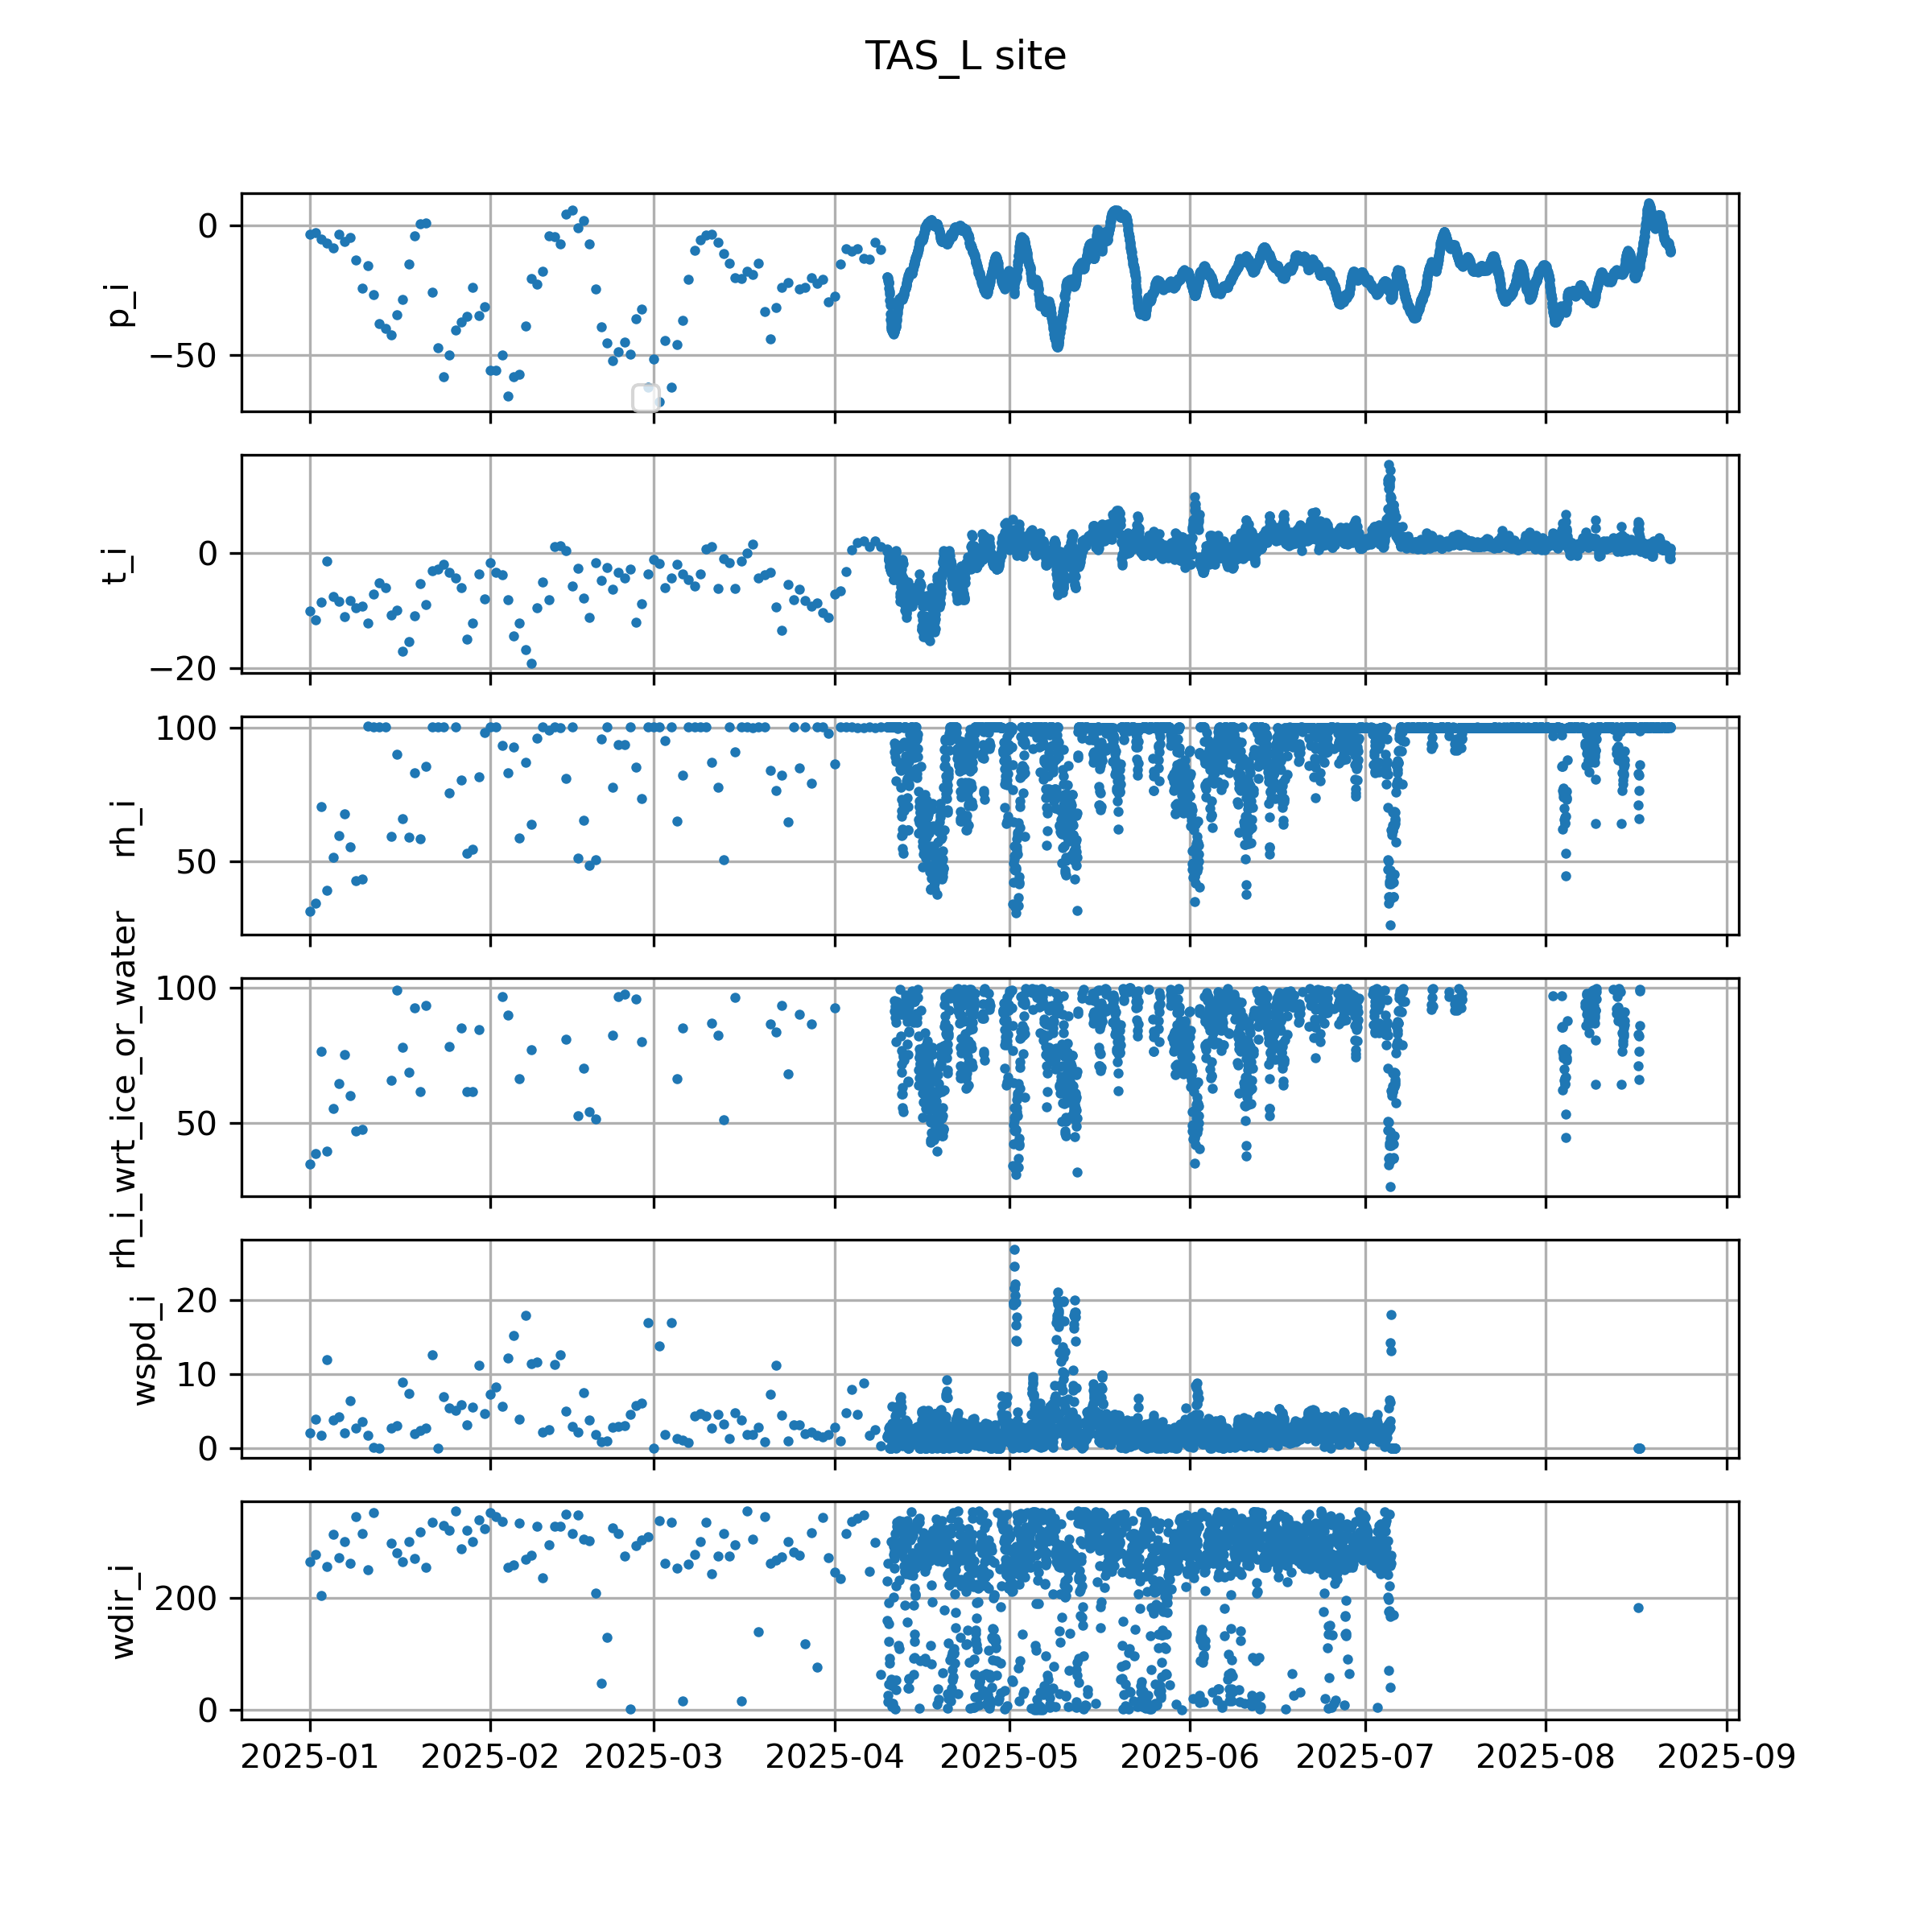 TAS_L site
0
−50
p_i
0
−20
t_i
100
50
rh_i
100
50
rh_i_wrt_ice_or_water
20
10
0
wspd_i
200
0
wdir_i
2025-01 2025-02 2025-03 2025-04 2025-05 2025-06 2025-07 2025-08 2025-09